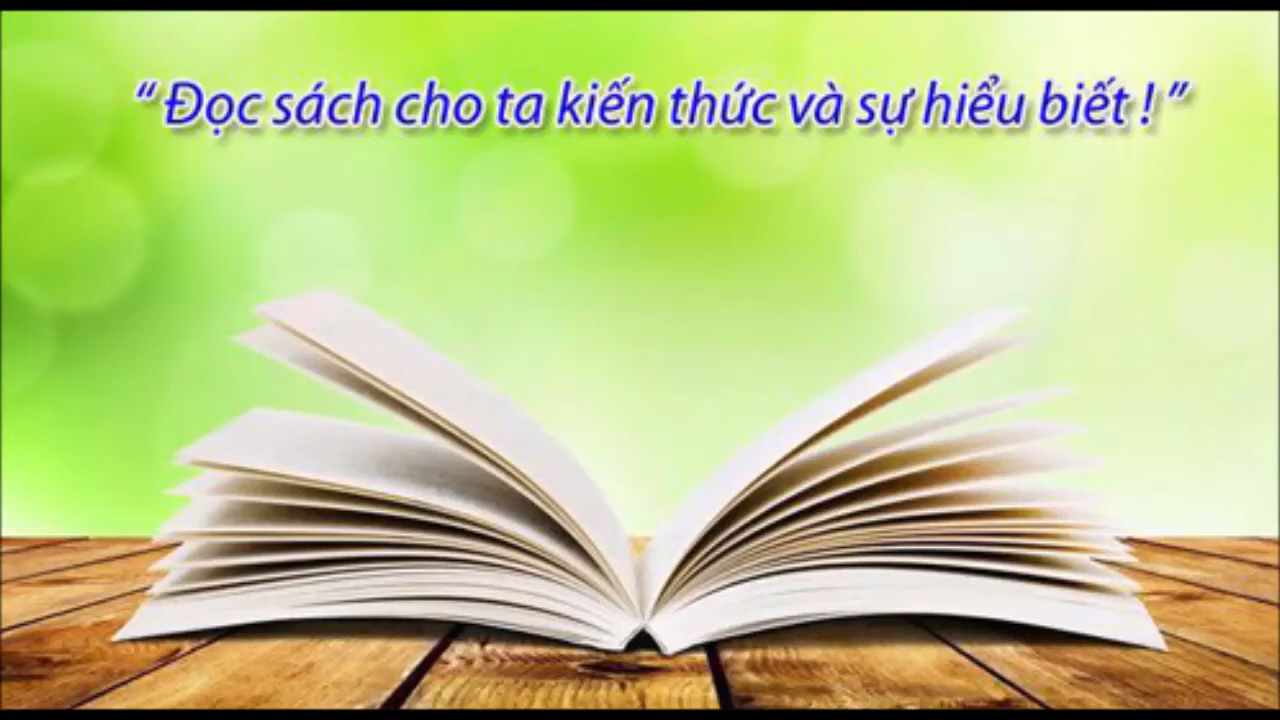 “ Đọc sách cho ta kiến thức và sự hiểu biết ! ”